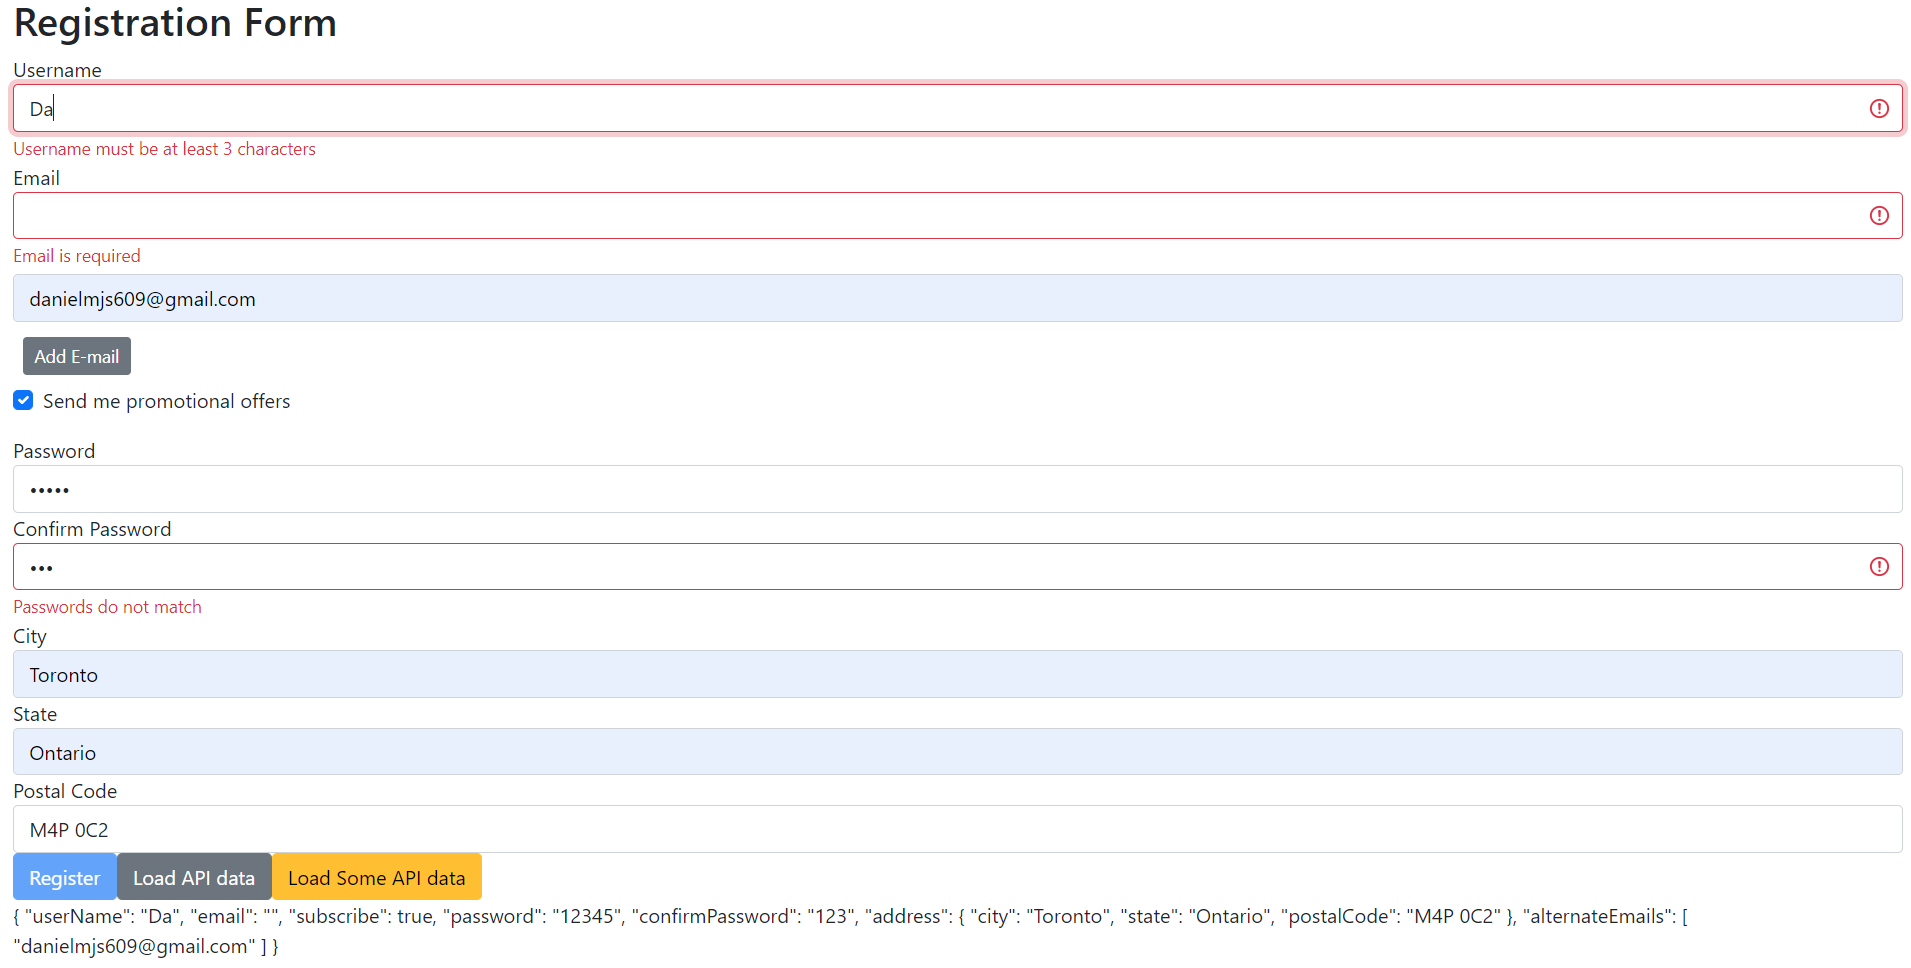 Registration Form
Username
Da
Username must be at least 3 characters
Email
Email is required
danielmjs609@gmail.com
Add E-mail
Send me promotional offers
Password
•••••
Confirm Password
•••
Passwords do not match
City
Toronto
State
Ontario
Postal Code
M4P 0C2
Register Load API data Load Some API data
{ "userName": "Da", "email": "", "subscribe": true, "password": "12345", "confirmPassword": "123", "address": { "city": "Toronto", "state": "Ontario", "postalCode": "M4P 0C2" }, "alternateEmails": [
"danielmjs609@gmail.com" ] }